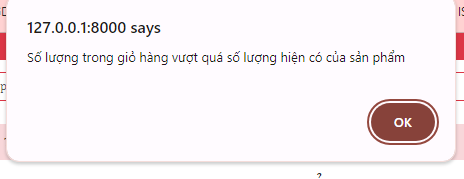 127.0.0.1:8000 says
Số lượng trong giỏ hàng vượt quá số lượng hiện có của sản phẩm
OK